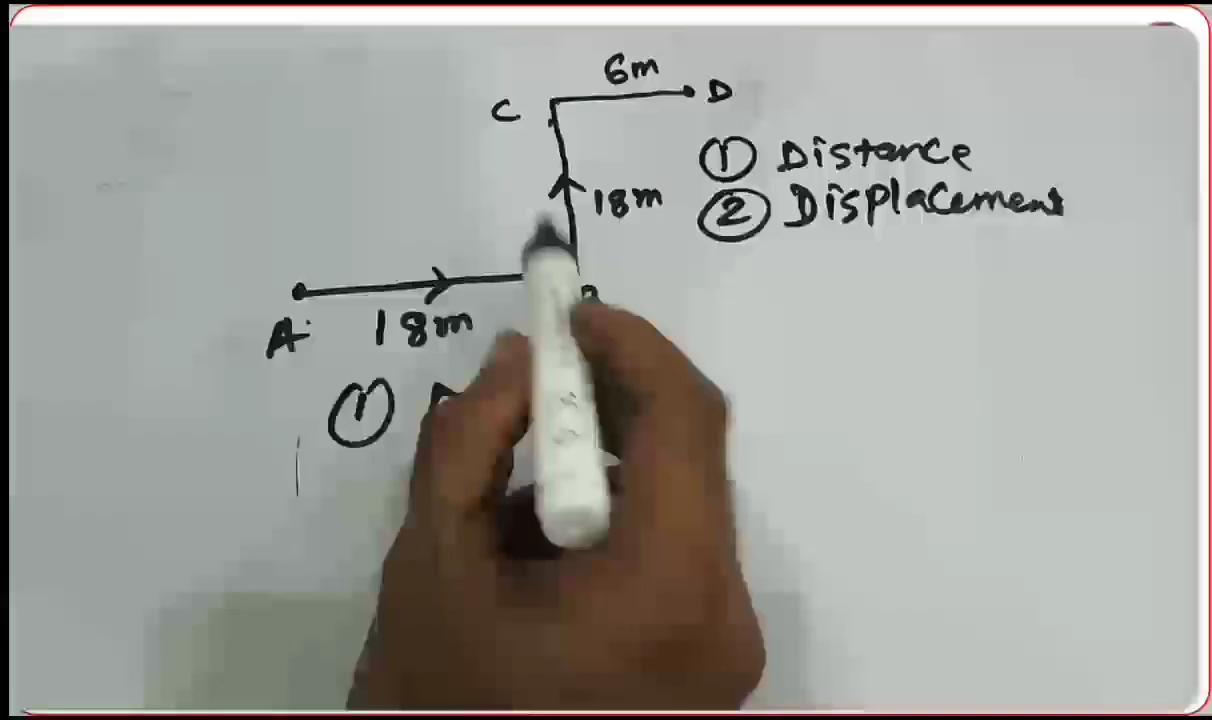 6m
C
D
① Distance
18m
② Displacement
A
18m
①